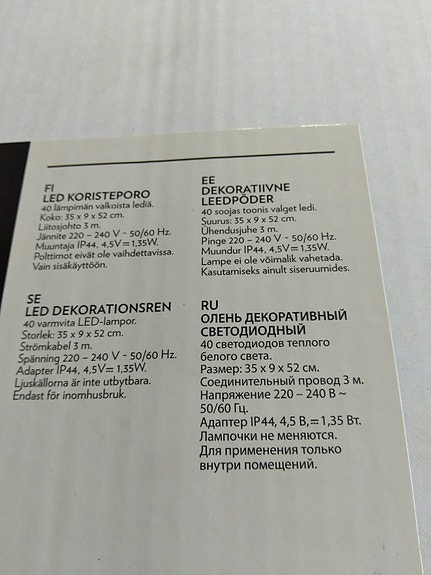 FI
LED KORISTEPORO
40 lämpimän valkoista lediä.
Koko: 35 x 9 x 52 cm.
Liitosjohto 3 m.
Jännite 220 – 240 V ~ 50/60 Hz.
Muuntaja IP44, 4,5V⎓1,35W.
Polttimot eivät ole vaihdettavissa.
Vain sisäkäyttöön.
SE
LED DEKORATIONSREN
40 varmvita LED-lampor.
Storlek: 35 x 9 x 52 cm.
Strömkabel 3 m.
Spänning 220 – 240 V ~ 50/60 Hz.
Adapter IP44, 4,5V⎓1,35W.
Ljuskällorna är inte utbytbara.
Endast för inomhusbruk.
EE
DEKORATIIVNE
LEEDPÕDER
40 soojas toonis valget ledi.
Suurus: 35 x 9 x 52 cm.
Ühendusjuhe 3 m.
Pinge 220 – 240 V ~ 50/60 Hz.
Muundur IP44, 4,5V⎓1,35W.
Lampe ei ole võimalik vahetada.
Kasutamiseks ainult siseruumides.
RU
ОЛЕНЬ ДЕКОРАТИВНЫЙ
СВЕТОДИОДНЫЙ
40 светодиодов теплого
белого света.
Размер: 35 x 9 x 52 см.
Соединительный провод 3 м.
Напряжение 220 – 240 В ~
50/60 Гц.
Адаптер IP44, 4,5 В,⎓1,35 Вт.
Лампочки не меняются.
Для применения только
внутри помещений.